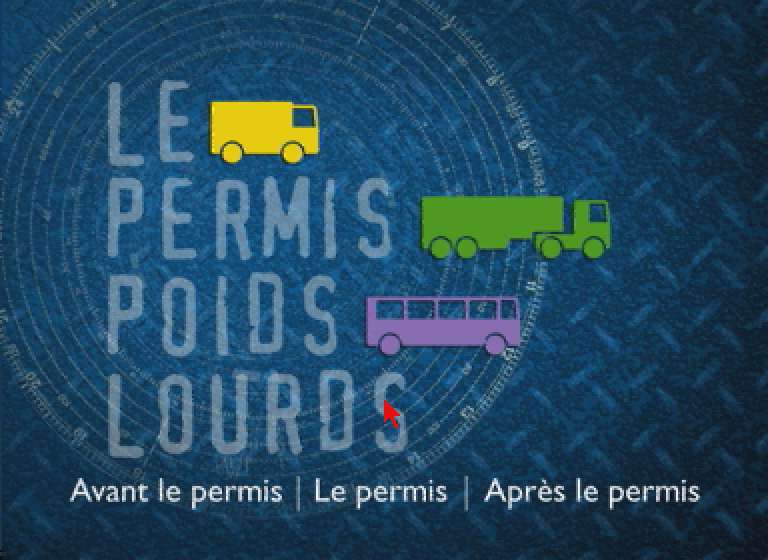 LE
PERMIS
POIDS
LOURDS
Avant le permis | Le permis | Après le permis